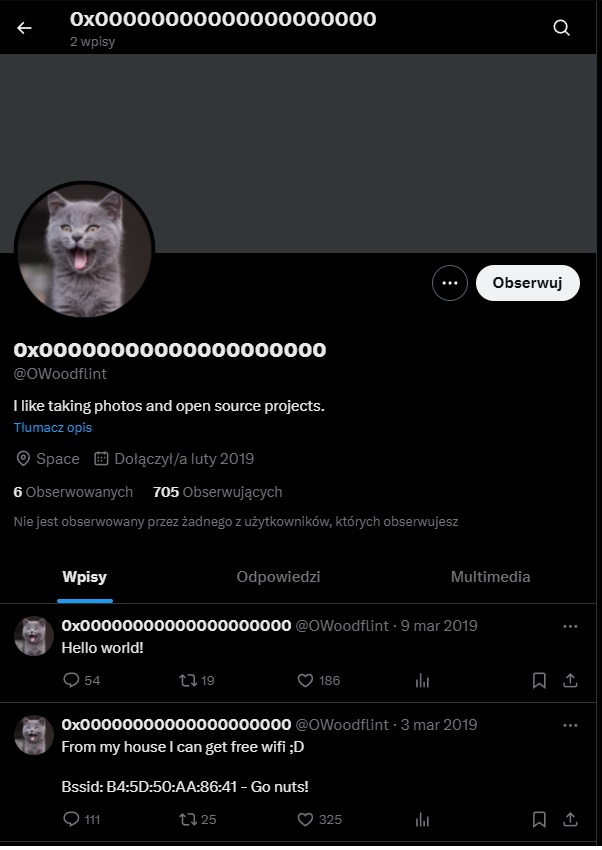 0x00000000000000000000
2 wpisy
Obserwuj
0x00000000000000000000
@OWoodflint
I like taking photos and open source projects.
Tłumacz opis
Space Dołączył/a luty 2019
6 Obserwowanych 705 Obserwujących
Nie jest obserwowany przez żadnego z użytkowników, których obserwujesz
Wpisy Odpowiedzi Multimedia
0x00000000000000000000 @OWoodflint · 9 mar 2019
Hello world!
54 19 186
0x00000000000000000000 @OWoodflint · 3 mar 2019
From my house I can get free wifi ;D
Bssid: B4:5D:50:AA:86:41 - Go nuts!
111 25 325